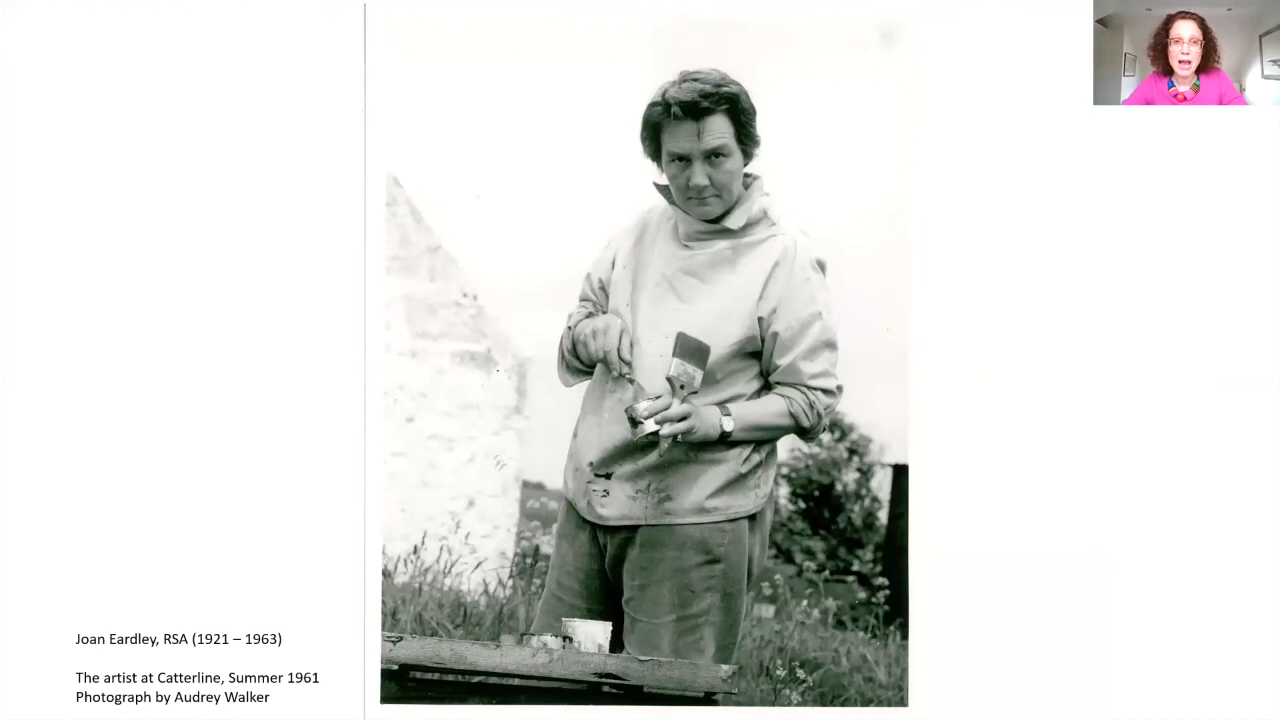 Joan Eardley, RSA (1921 – 1963)
The artist at Catterline, Summer 1961
Photograph by Audrey Walker